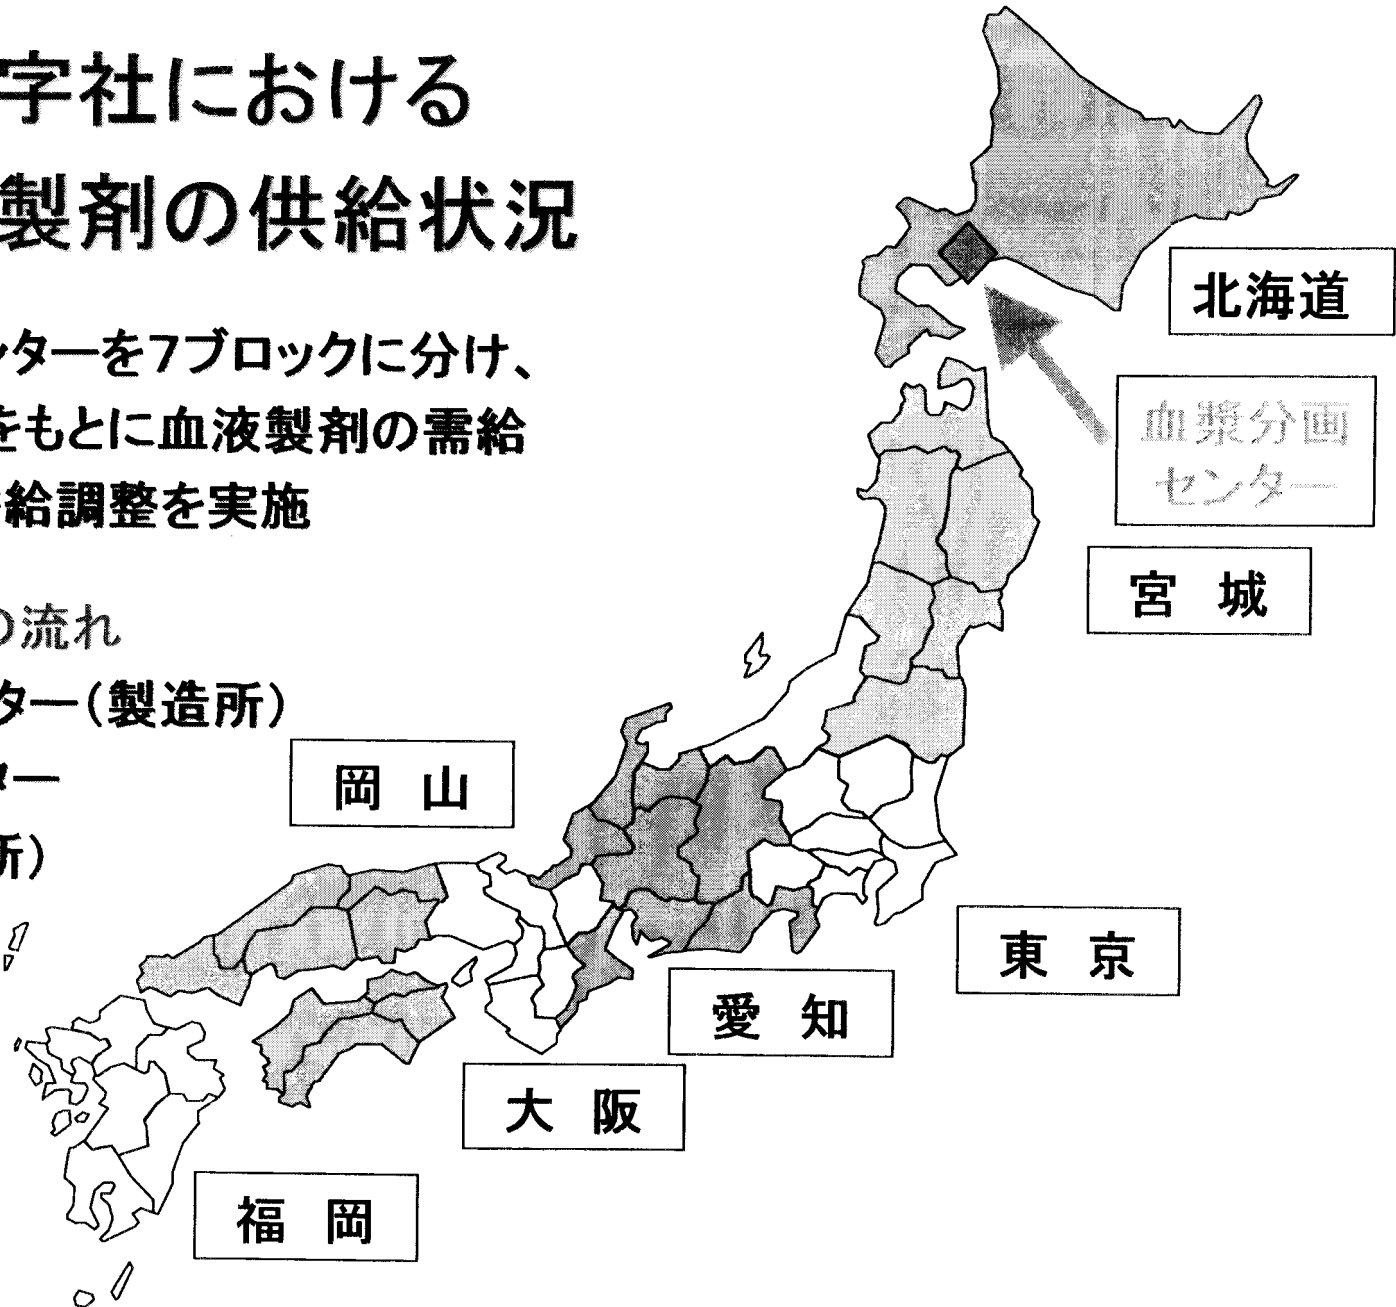 字社における
製剤の供給状況
ンターを7ブロックに分け、
をもとに血液製剤の需給
給調整を実施
の流れ
ター(製造所)
ター
所)
北海道
血漿分画
センター
宮 城
岡 山
東 京
愛 知
大 阪
福 岡